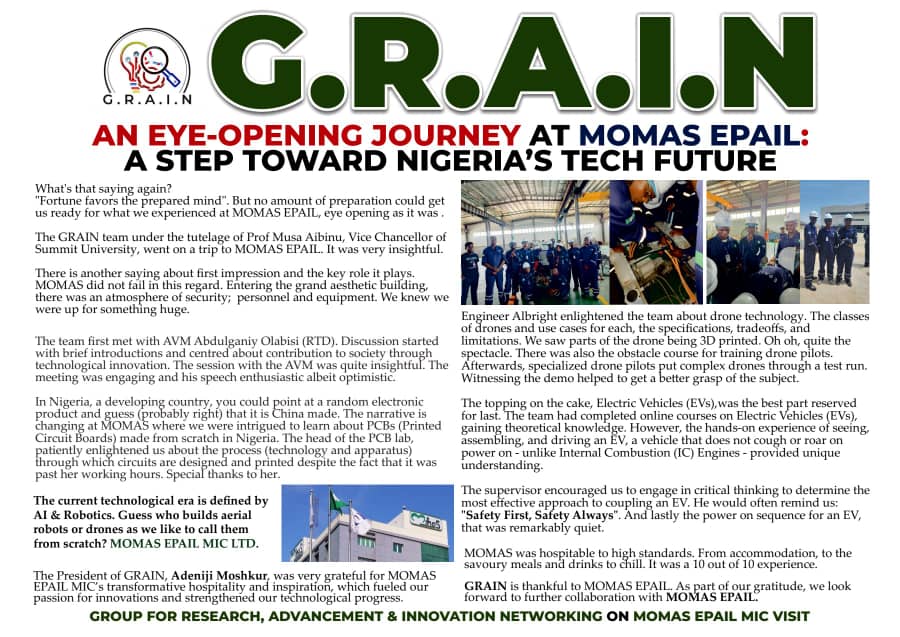 G.R.A.I.N
G.R.A.I.N
AN EYE-OPENING JOURNEY AT MOMAS EPAIL:
A STEP TOWARD NIGERIA'S TECH FUTURE
What's that saying again?
"Fortune favors the prepared mind". But no amount of preparation could get
us ready for what we experienced at MOMAS EPAIL, eye opening as it was .
The GRAIN team under the tutelage of Prof Musa Aibinu, Vice Chancellor of
Summit University, went on a trip to MOMAS EPAIL. It was very insightful.
There is another saying about first impression and the key role it plays.
MOMAS did not fail in this regard. Entering the grand aesthetic building,
there was an atmosphere of security; personnel and equipment. We knew we
were up for something huge.
The team first met with AVM Abdulganiy Olabisi (RTD). Discussion started
with brief introductions and centred about contribution to society through
technological innovation. The session with the AVM was quite insightful. The
meeting was engaging and his speech enthusiastic albeit optimistic.
In Nigeria, a developing country, you could point at a random electronic
product and guess (probably right) that it is China made. The narrative is
changing at MOMAS where we were intrigued to learn about PCBs (Printed
Circuit Boards) made from scratch in Nigeria. The head of the PCB lab,
patiently enlightened us about the process (technology and apparatus)
through which circuits are designed and printed despite the fact that it was
past her working hours. Special thanks to her.
The current technological era is defined by
AI & Robotics. Guess who builds aerial
robots or drones as we like to call them
from scratch? MOMAS EPAIL MIC LTD.
The President of GRAIN, Adeniji Moshkur, was very grateful for MOMAS
EPAIL MIC's transformative hospitality and inspiration, which fueled our
passion for innovations and strengthened our technological progress.
Engineer Albright enlightened the team about drone technology. The classes
of drones and use cases for each, the specifications, tradeoffs, and
limitations. We saw parts of the drone being 3D printed. Oh oh, quite the
spectacle. There was also the obstacle course for training drone pilots.
Afterwards, specialized drone pilots put complex drones through a test run.
Witnessing the demo helped to get a better grasp of the subject.
The topping on the cake, Electric Vehicles (EVs),was the best part reserved
for last. The team had completed online courses on Electric Vehicles (EVs),
gaining theoretical knowledge. However, the hands-on experience of seeing,
assembling, and driving an EV, a vehicle that does not cough or roar on
power on - unlike Internal Combustion (IC) Engines - provided unique
understanding.
The supervisor encouraged us to engage in critical thinking to determine the
most effective approach to coupling an EV. He would often remind us:
"Safety First, Safety Always". And lastly the power on sequence for an EV,
that was remarkably quiet.
MOMAS was hospitable to high standards. From accommodation, to the
savoury meals and drinks to chill. It was a 10 out of 10 experience.
GRAIN is thankful to MOMAS EPAIL. As part of our gratitude, we look
forward to further collaboration with MOMAS EPAIL.
GROUP FOR RESEARCH, ADVANCEMENT & INNOVATION NETWORKING ON MOMAS EPAIL MIC VISIT